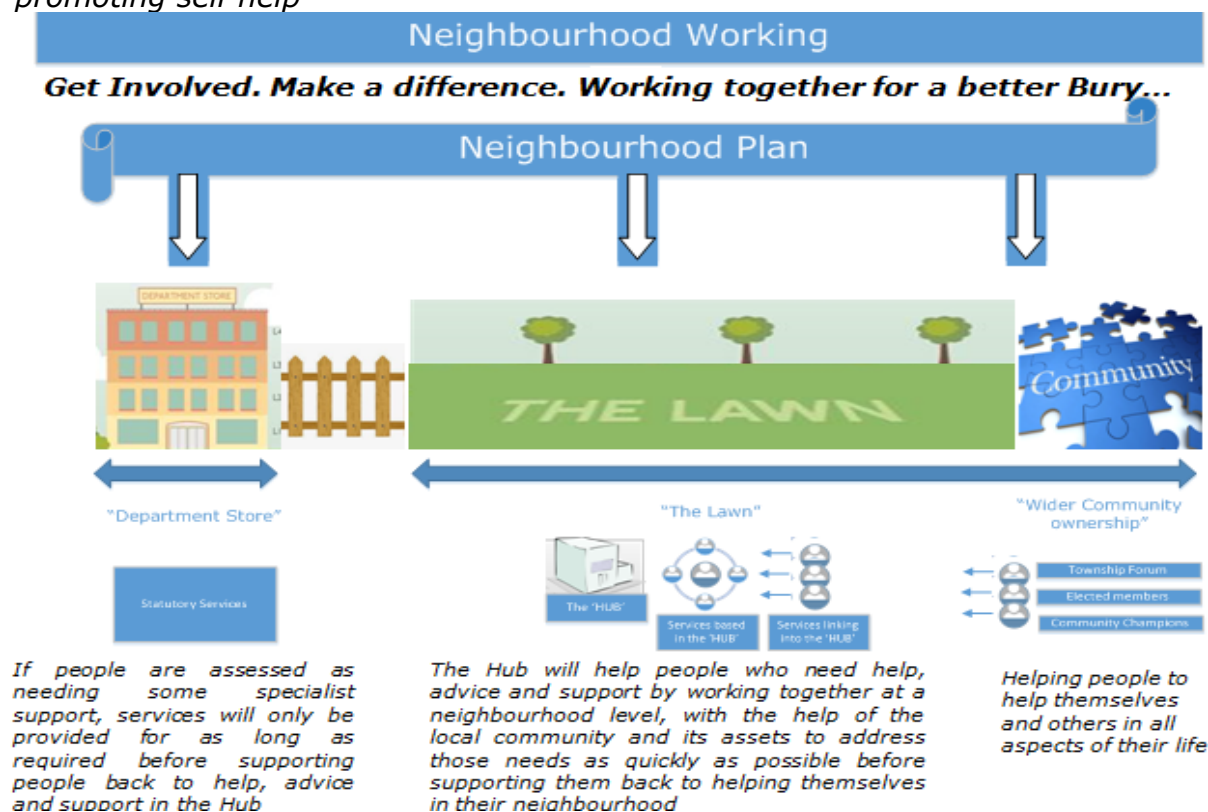 promoting self help
Neighbourhood Working
Get Involved. Make a difference. Working together for a better Bury...
Neighbourhood Plan
DEPARTMENT STORE
THE LAWN
Community
"Department Store"
Statutory Services
If people are assessed as
needing some specialist
support, services will only be
provided for as long as
required before supporting
people back to help, advice
and support in the Hub
"The Lawn"
The 'HUB'
Services based
in the 'HUB'
Services linking
into the 'HUB'
The Hub will help people who need help,
advice and support by working together at a
neighbourhood level, with the help of the
local community and its assets to address
those needs as quickly as possible before
supporting them back to helping themselves
in their neighbourhood
"Wider Community
ownership"
Township Forum
Elected members
Community Champions
Helping people to
help themselves
and others in all
aspects of their life